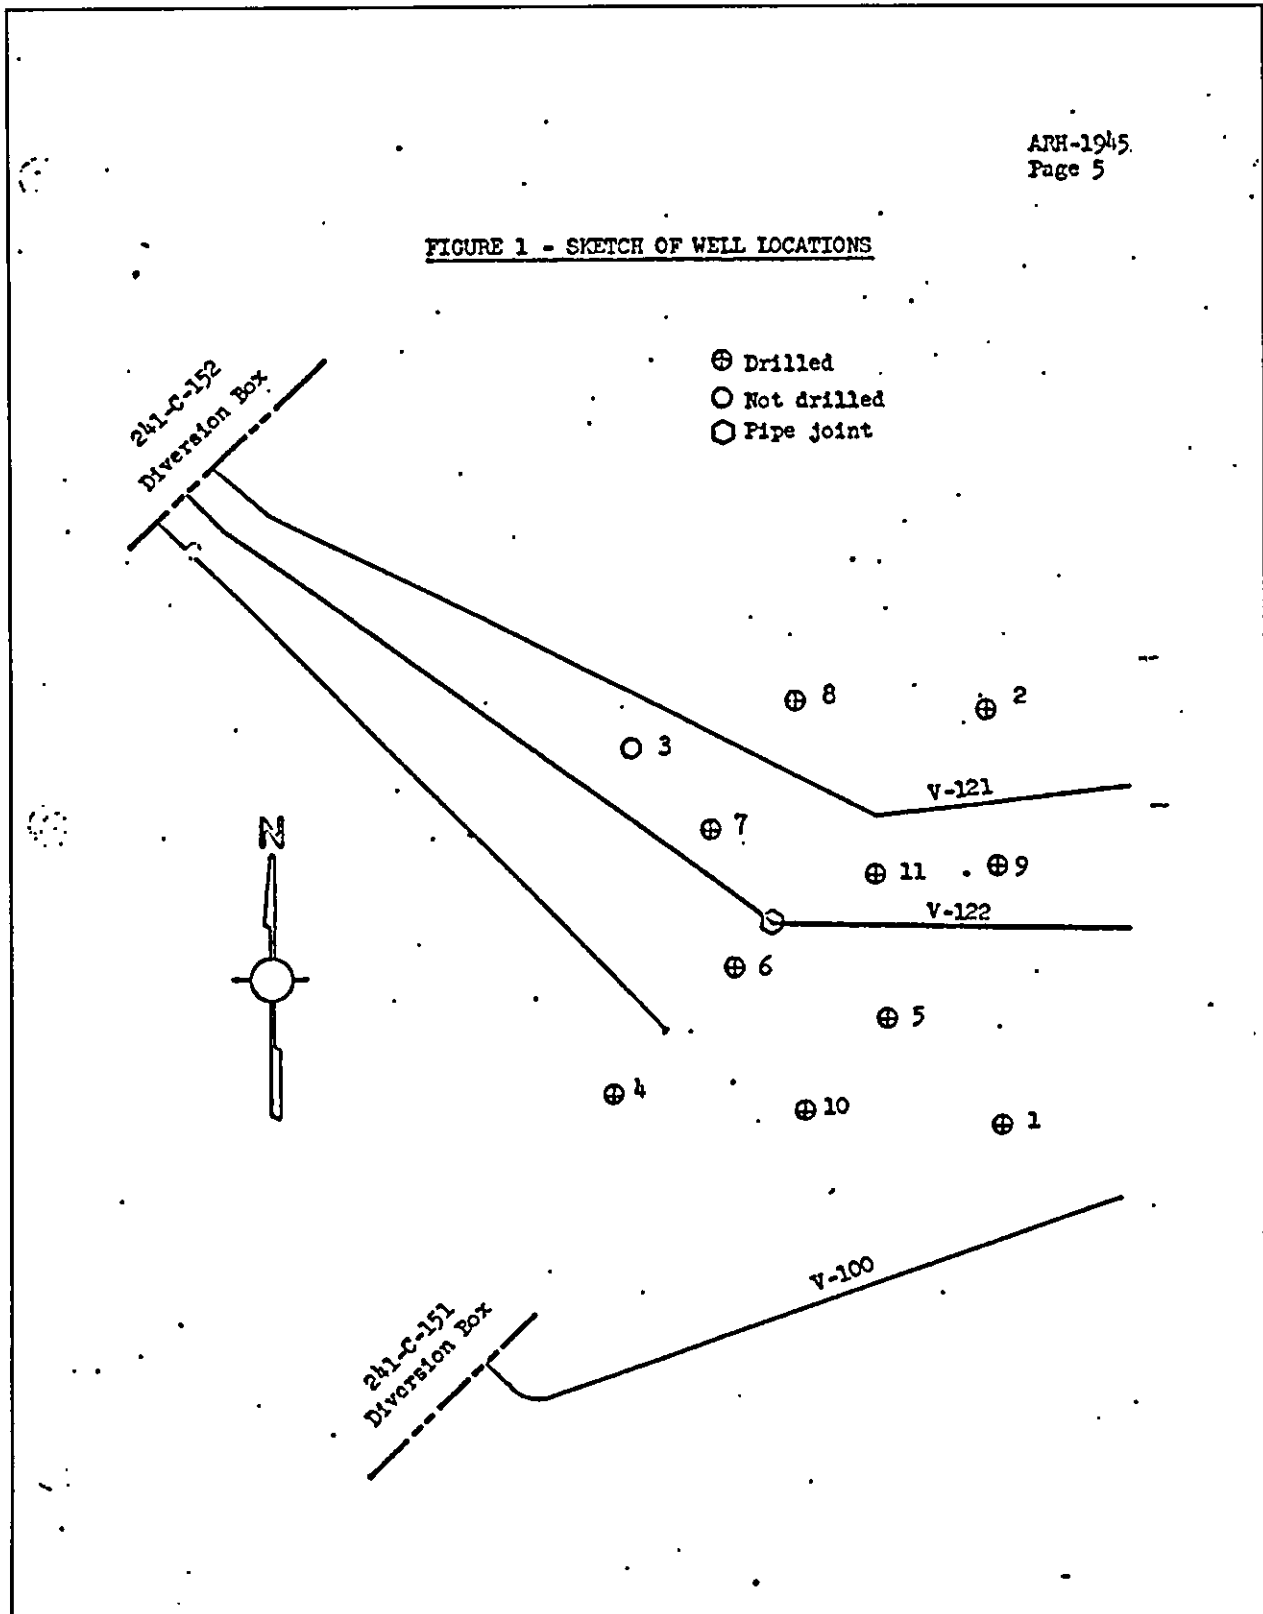 ARH-1945
Page 5
FIGURE 1 - SKETCH OF WELL LOCATIONS
Drilled
Not drilled
Pipe joint
241-C-152
Diversion Box
8
2
3
V-121
7
11
9
N
V-122
6
5
4
10
1
V-100
241-C-151
Diversion Box